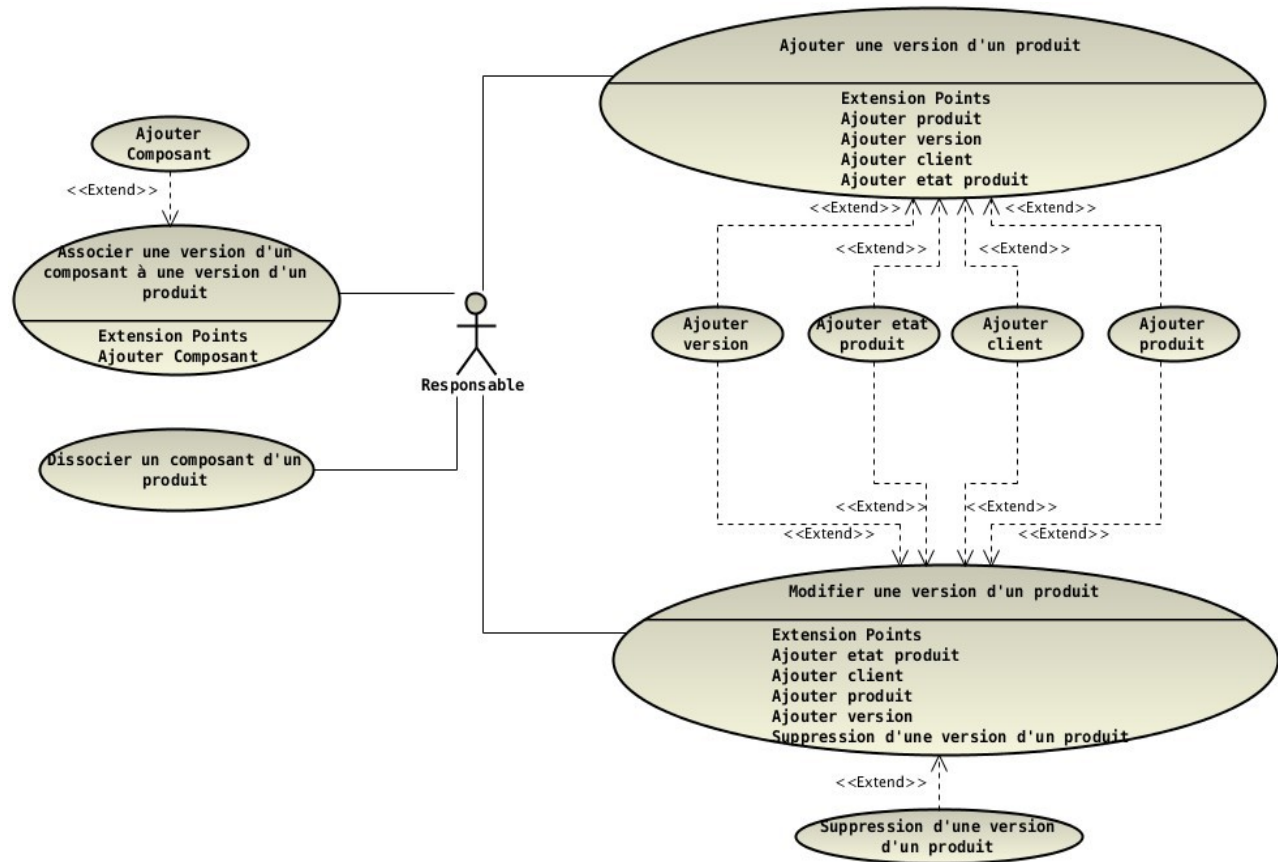 Ajouter une version d'un produit
Extension Points
Ajouter produit
Ajouter version
Ajouter client
Ajouter etat produit
Ajouter
Composant
<<Extend>>
Associer une version d'un
composant à une version d'un
produit
Extension Points
Ajouter Composant
<<Extend>>
<<Extend>>
<<Extend>>
<<Extend>>
Ajouter
version
Ajouter etat
produit
Ajouter
client
Ajouter
produit
Responsable
Dissocier un composant d'un
produit
<<Extend>>
<<Extend>>
<<Extend>>
<<Extend>>
Modifier une version d'un produit
Extension Points
Ajouter etat produit
Ajouter client
Ajouter produit
Ajouter version
Suppression d'une version d'un produit
<<Extend>>
Suppression d'une version
d'un produit